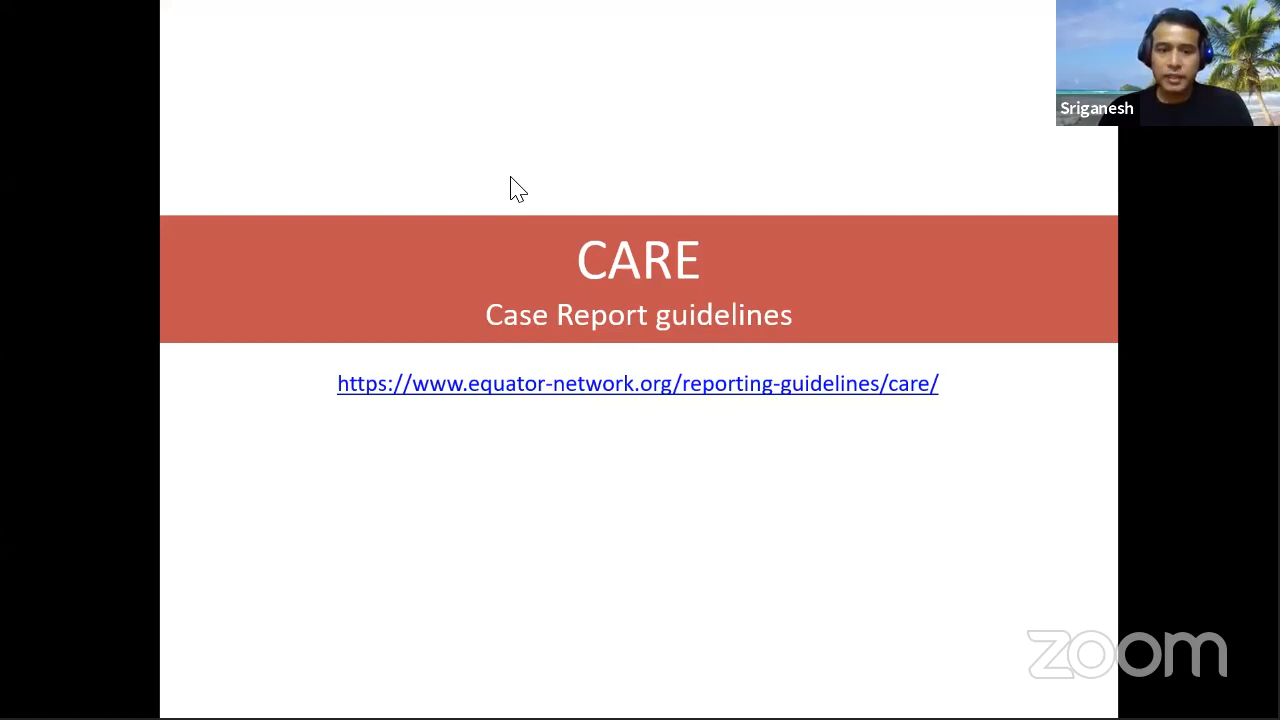 Sriganesh
CARE
Case Report guidelines
https://www.equator-network.org/reporting-guidelines/care/
zoom